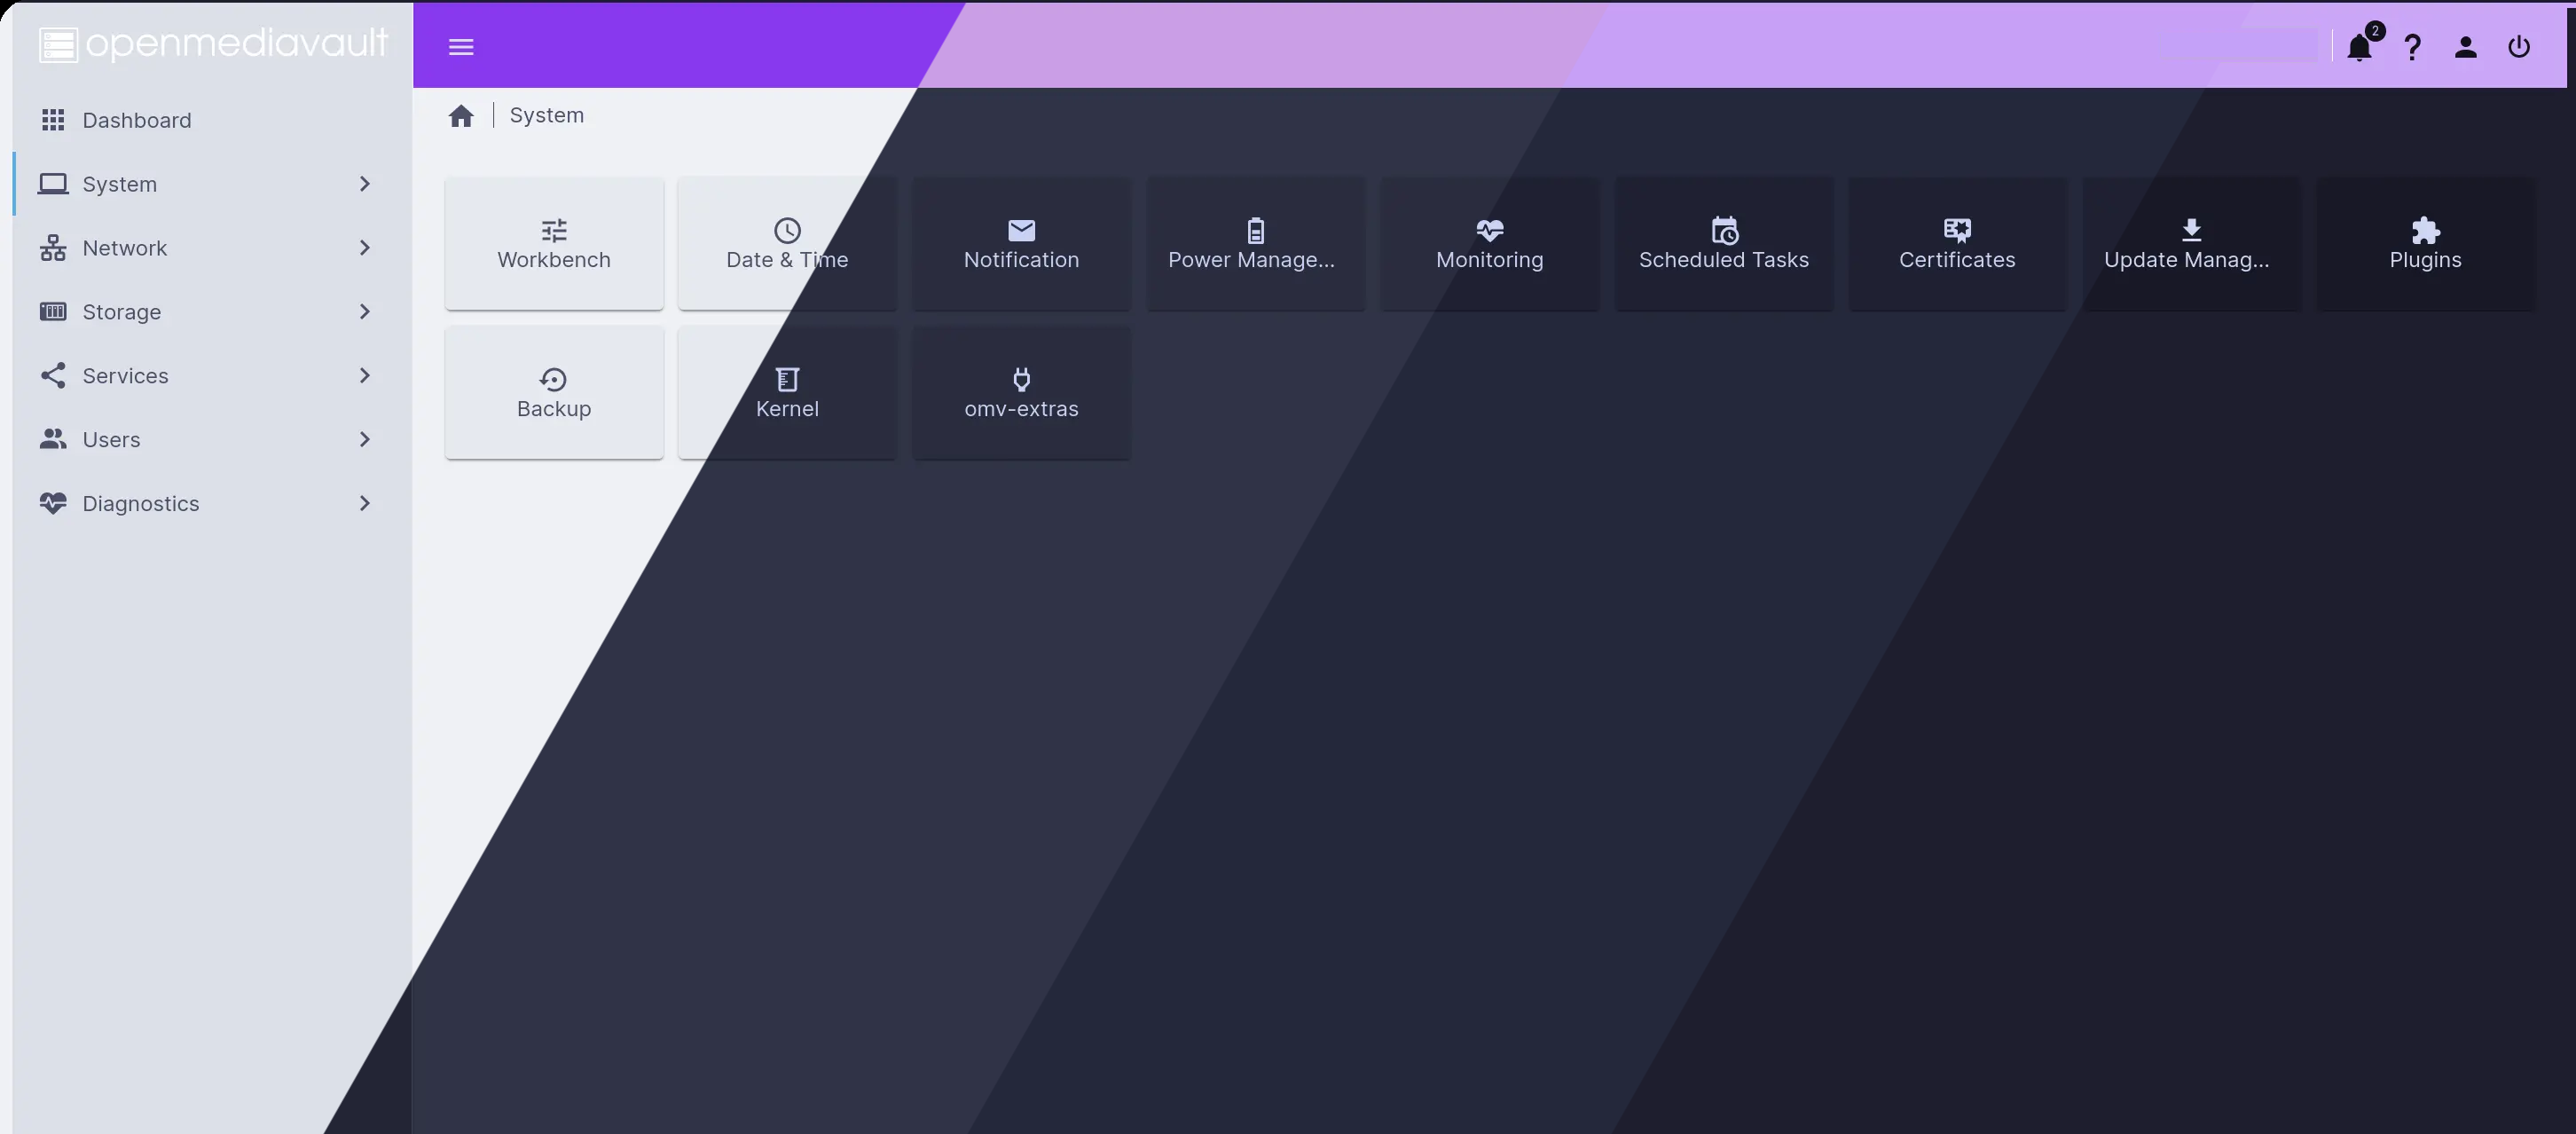 openmediavault
2
Dashboard
System
Network
Storage
Services
Users
Diagnostics
System
Workbench
Date & Time
Notification
Power Manage...
Monitoring
Scheduled Tasks
Certificates
Update Manag...
Plugins
Backup
Kernel
omv-extras